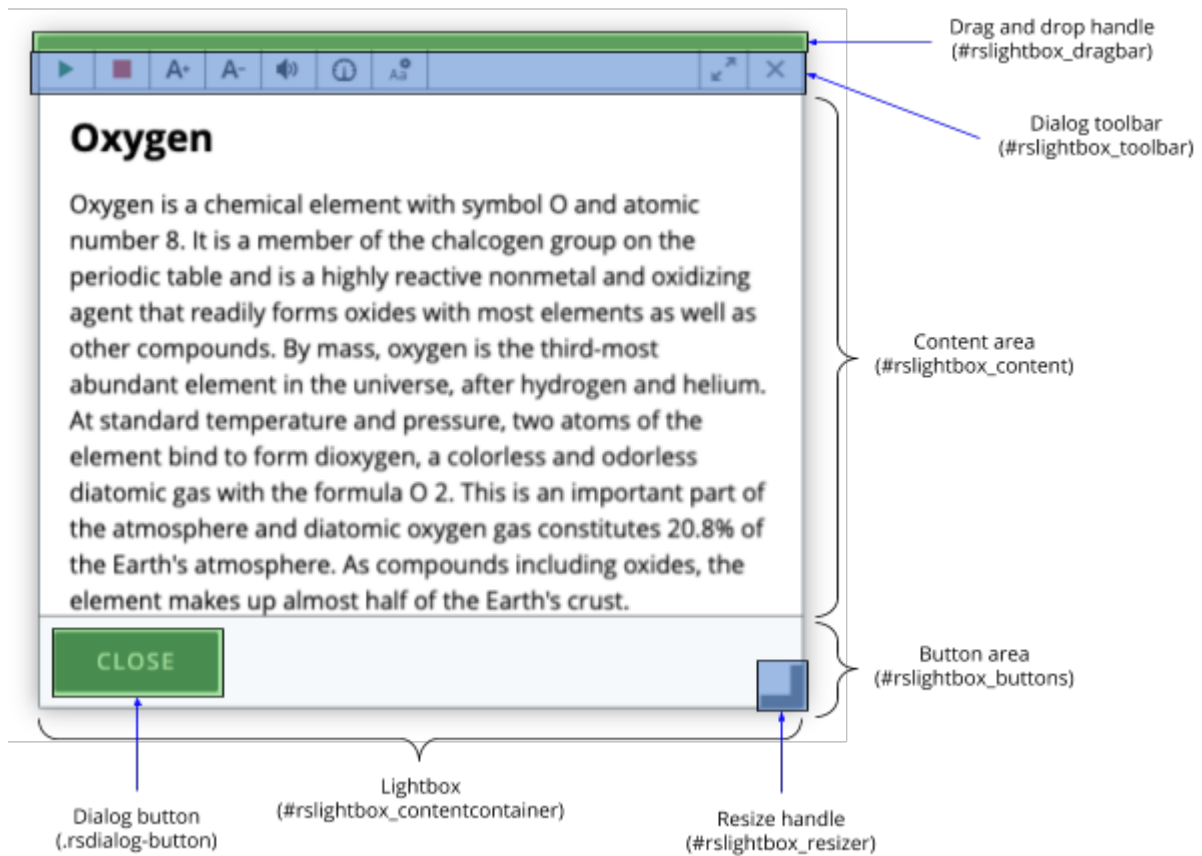 Drag and drop handle
(#rslightbox_dragbar)
A+
A-
Aa
Dialog toolbar
(#rslightbox_toolbar)
Oxygen
Oxygen is a chemical element with symbol O and atomic
number 8. It is a member of the chalcogen group on the
periodic table and is a highly reactive nonmetal and oxidizing
agent that readily forms oxides with most elements as well as
other compounds. By mass, oxygen is the third-most
abundant element in the universe, after hydrogen and helium.
At standard temperature and pressure, two atoms of the
element bind to form dioxygen, a colorless and odorless
diatomic gas with the formula O 2. This is an important part of
the atmosphere and diatomic oxygen gas constitutes 20.8% of
the Earth's atmosphere. As compounds including oxides, the
element makes up almost half of the Earth's crust.
Content area
(#rslightbox_content)
CLOSE
Button area
(#rslightbox_buttons)
Lightbox
(#rslightbox_contentcontainer)
Dialog button
(.rsdialog-button)
Resize handle
(#rslightbox_resizer)